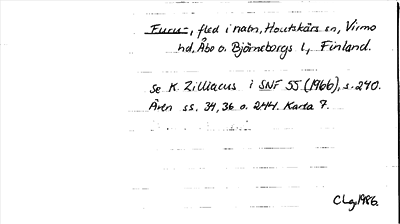 Furu-, fled i natn, Houtskärs sn, Virmo
hd, Åbo o. Björneborgs l, Finland.
Se K. Zilliacus i SNF 55 (1966), s. 240.
Även ss. 34, 36 o. 244. Karta 7.
CLg 1986.